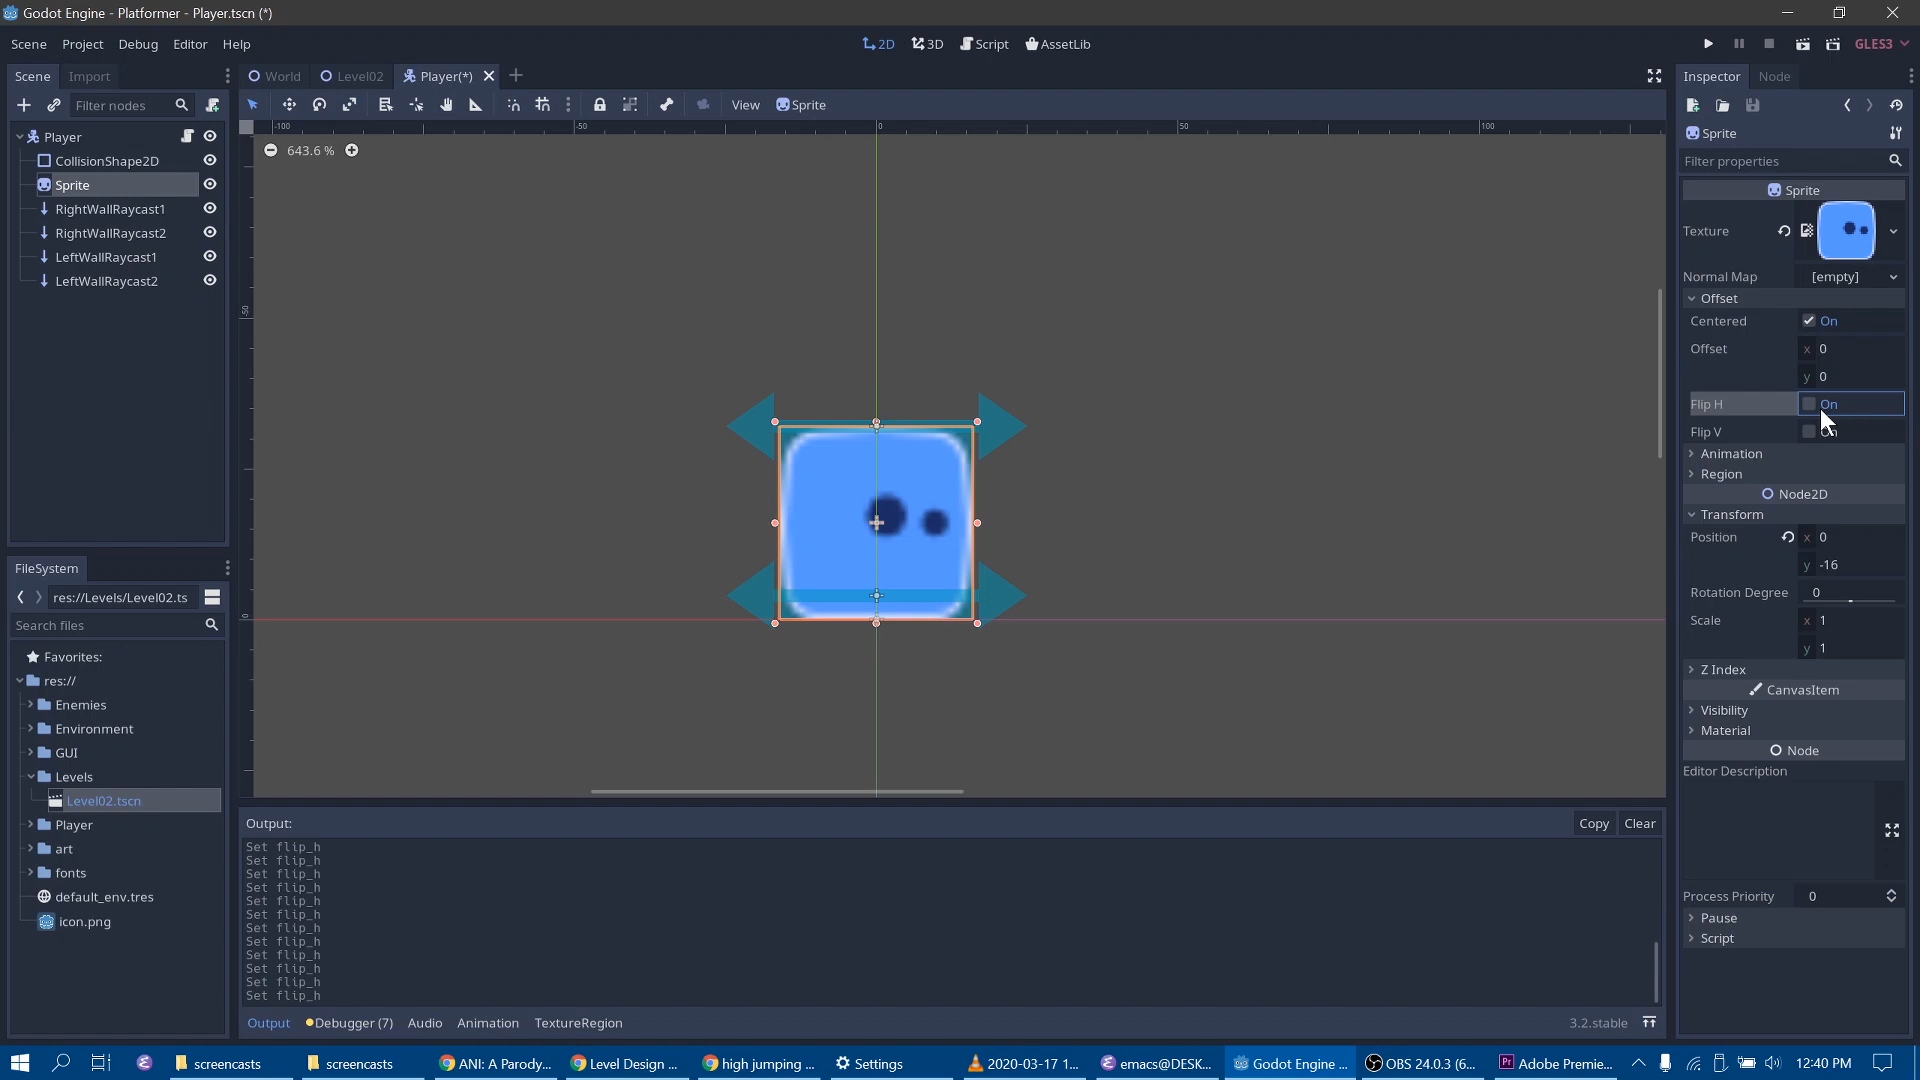 Godot Engine - Platformer - Player.tscn (*)
Scene Project Debug Editor Help
2D 3D Script AssetLib
GLES3
Scene Import
World Level02 Player(*)
Inspector Node
Filter nodes
View Sprite
Player
CollisionShape2D
Sprite
RightWallRaycast1
RightWallRaycast2
LeftWallRaycast1
LeftWallRaycast2
-100 -50 0 50 100
643.6 %
-50
0
Sprite
Filter properties
Sprite
Texture
Normal Map [empty]
Offset
Centered On
Offset x 0
y 0
Flip H On
Flip V On
Animation
Region
Node2D
Transform
Position x 0
y -16
Rotation Degree 0
Scale x 1
y 1
Z Index
CanvasItem
Visibility
Material
Node
Editor Description
Process Priority 0
Pause
Script
FileSystem
res://Levels/Level02.ts
Search files
Favorites:
res://
Enemies
Environment
GUI
Levels
Level02.tscn
Player
art
fonts
default_env.tres
icon.png
Output: Copy Clear
Set flip_h
Set flip_h
Set flip_h
Set flip_h
Set flip_h
Set flip_h
Set flip_h
Set flip_h
Set flip_h
Set flip_h
Set flip_h
Set flip_h
Output Debugger (7) Audio Animation TextureRegion 3.2.stable
screencasts screencasts ANI: A Parody... Level Design ... high jumping ... Settings 2020-03-17 1... emacs@DESK... Godot Engine ... OBS 24.0.3 (6... Adobe Premie... 12:40 PM